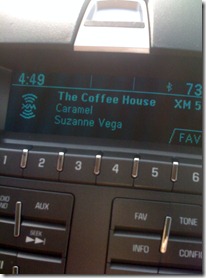 4:49 73
XM The Coffee House XM 5
Caramel
Suzanne Vega
FAV
1 2 3 4 5 6
AUX FAV TONE
SEEK INFO